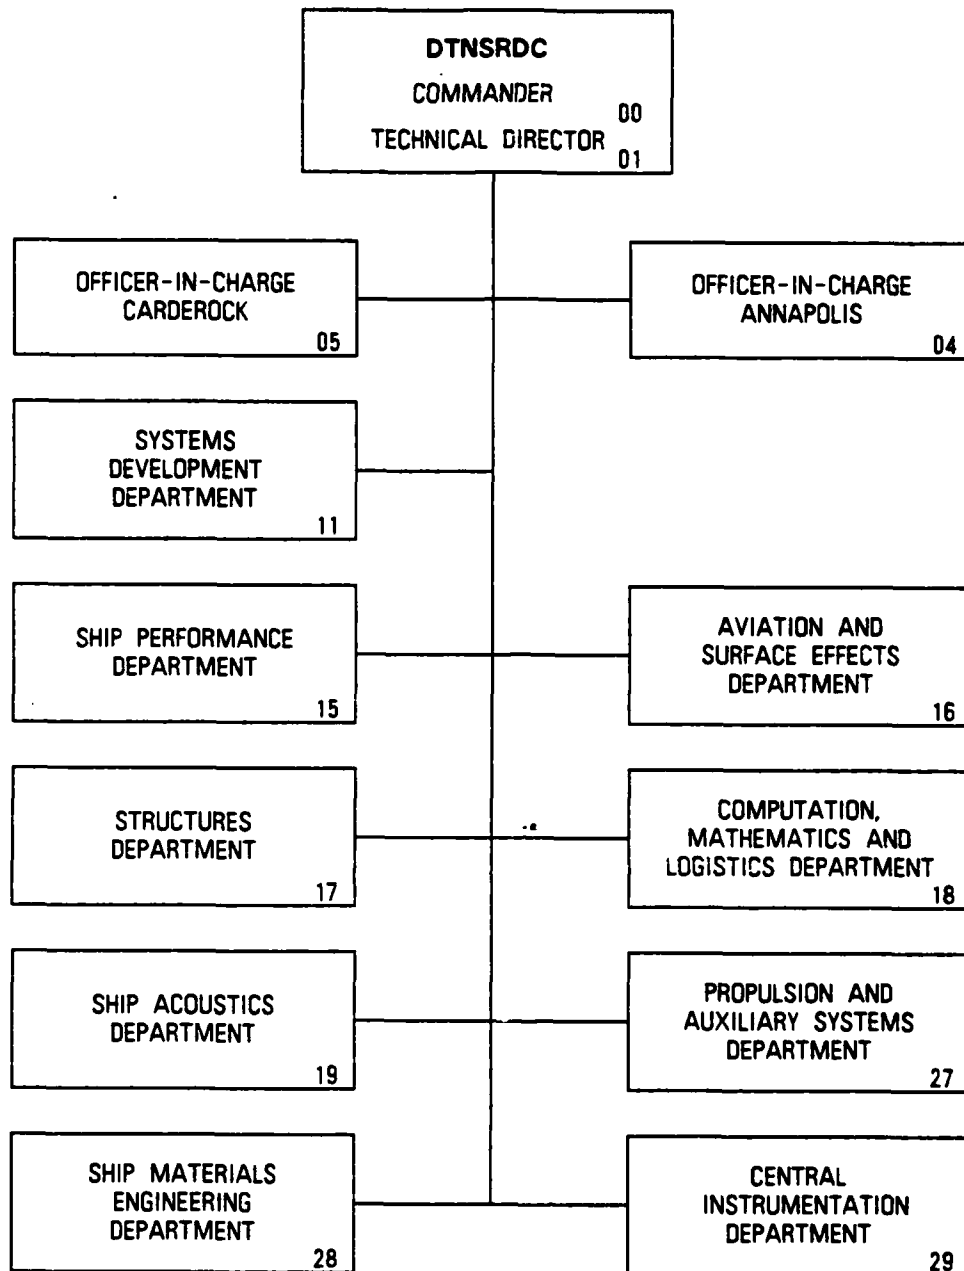 DTNSRDC
COMMANDER
00
TECHNICAL DIRECTOR
01
OFFICER-IN-CHARGE
CARDEROCK
05
OFFICER-IN-CHARGE
ANNAPOLIS
04
SYSTEMS
DEVELOPMENT
DEPARTMENT
11
SHIP PERFORMANCE
DEPARTMENT
15
AVIATION AND
SURFACE EFFECTS
DEPARTMENT
16
STRUCTURES
DEPARTMENT
17
COMPUTATION,
MATHEMATICS AND
LOGISTICS DEPARTMENT
18
SHIP ACOUSTICS
DEPARTMENT
19
PROPULSION AND
AUXILIARY SYSTEMS
DEPARTMENT
27
SHIP MATERIALS
ENGINEERING
DEPARTMENT
28
CENTRAL
INSTRUMENTATION
DEPARTMENT
29